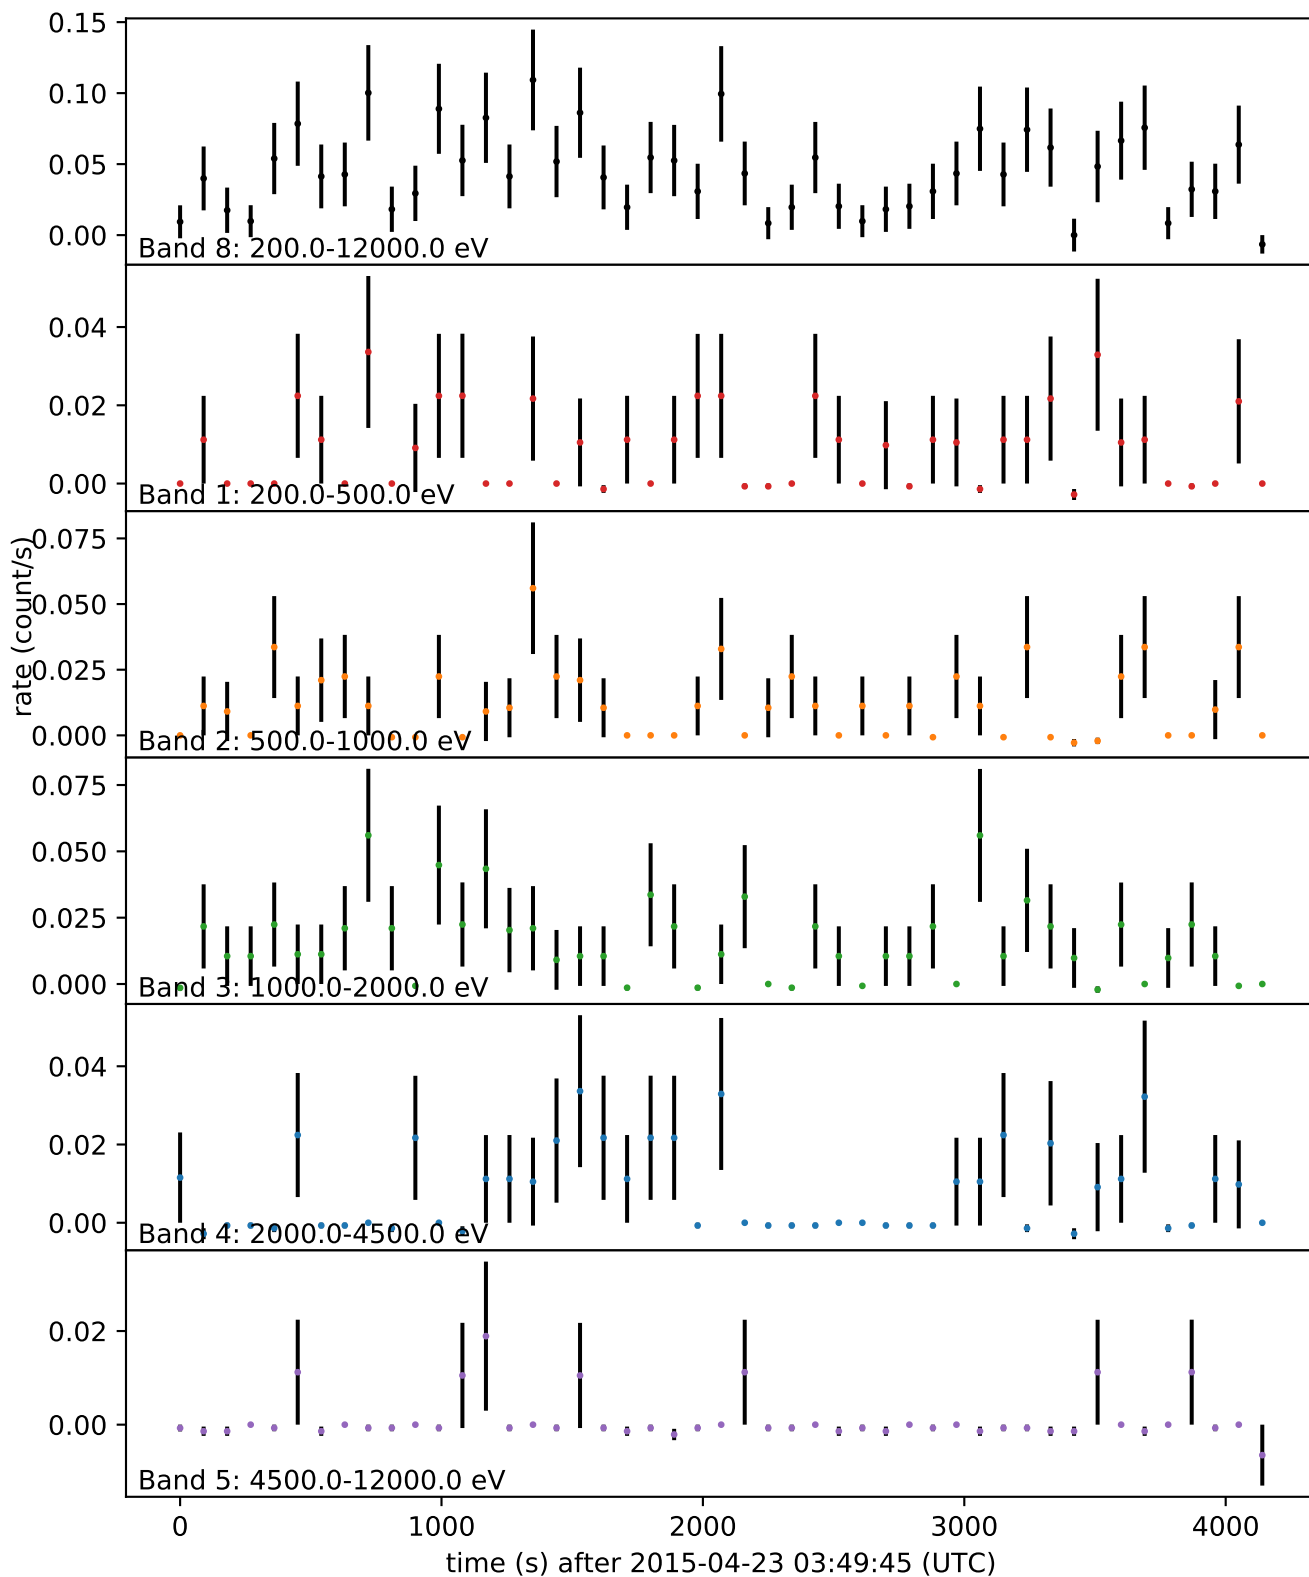 0.15
0.10
0.05
0.00
Band 8: 200.0-12000.0 eV
0.04
0.02
0.00
Band 1: 200.0-500.0 eV
rate (count/s)
0.075
0.050
0.025
0.000
Band 2: 500.0-1000.0 eV
0.075
0.050
0.025
0.000
Band 3: 1000.0-2000.0 eV
0.04
0.02
0.00
Band 4: 2000.0-4500.0 eV
0.02
0.00
Band 5: 4500.0-12000.0 eV
0 1000 2000 3000 4000
time (s) after 2015-04-23 03:49:45 (UTC)